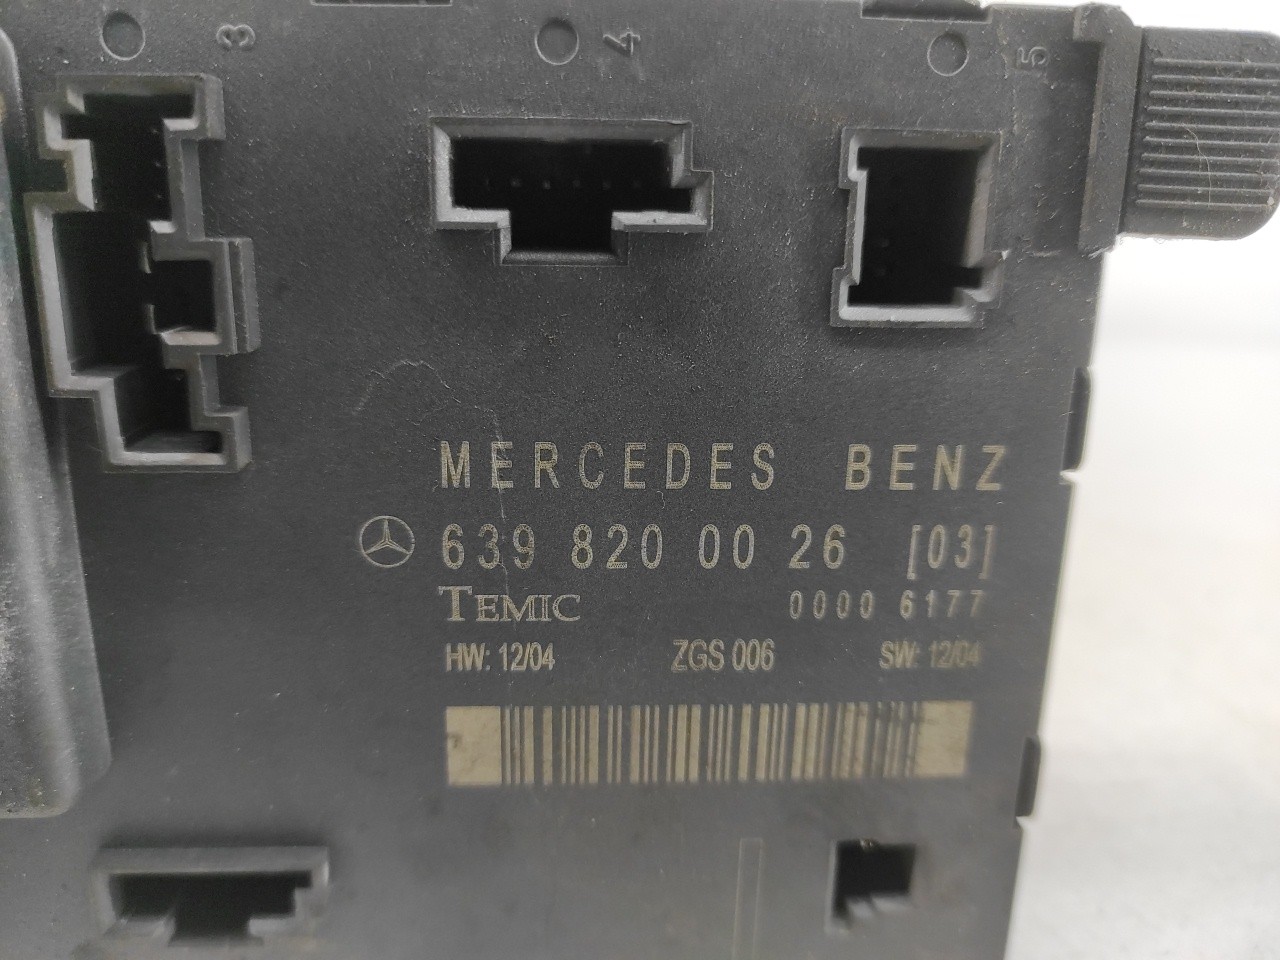 3
4
5
MERCEDES BENZ
639 820 00 26 [03]
TEMIC 0000 6177
HW: 12/04 ZGS 006 SW: 12/04